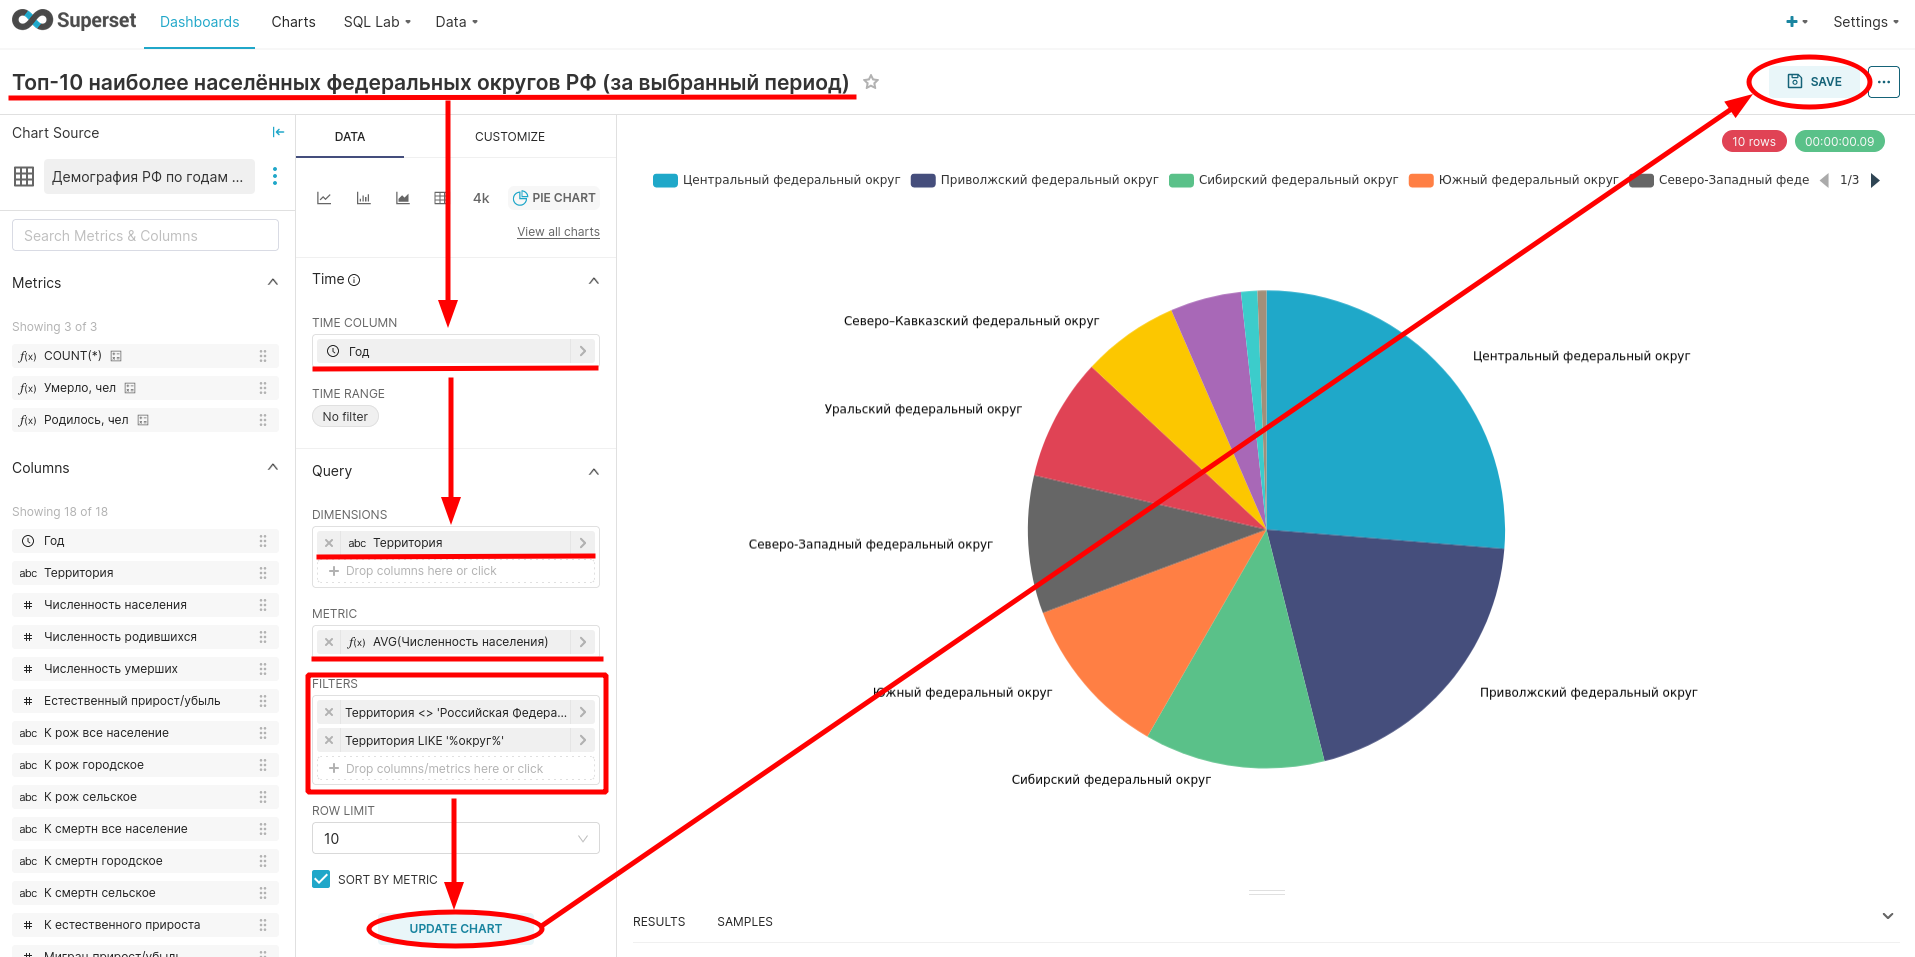 Superset
Dashboards
Charts
SQL Lab
Data
Settings
Топ-10 наиболее населённых федеральных округов РФ (за выбранный период)
SAVE
Chart Source
Демография РФ по годам ...
Search Metrics & Columns
Metrics
Showing 3 of 3
f(x) COUNT(*)
f(x) Умерло, чел
f(x) Родилось, чел
Columns
Showing 18 of 18
Год
abc Территория
# Численность населения
# Численность родившихся
# Численность умерших
# Естественный прирост/убыль
abc К рож все население
abc К рож городское
abc К рож сельское
abc К смертн все население
abc К смертн городское
abc К смертн сельское
# К естественного прироста
# Мигран прирост/убыль
DATA
CUSTOMIZE
4k
PIE CHART
View all charts
Time
TIME COLUMN
Год
TIME RANGE
No filter
Query
DIMENSIONS
abc Территория
+ Drop columns here or click
METRIC
f(x) AVG(Численность населения)
FILTERS
Территория <> 'Российская Федера...
Территория LIKE '%округ%'
+ Drop columns/metrics here or click
ROW LIMIT
10
SORT BY METRIC
UPDATE CHART
10 rows
00:00:00.09
Центральный федеральный округ
Приволжский федеральный округ
Сибирский федеральный округ
Южный федеральный округ
Северо-Западный феде
1/3
Северо-Кавказский федеральный округ
Центральный федеральный округ
Уральский федеральный округ
Северо-Западный федеральный округ
Южный федеральный округ
Приволжский федеральный округ
Сибирский федеральный округ
RESULTS
SAMPLES